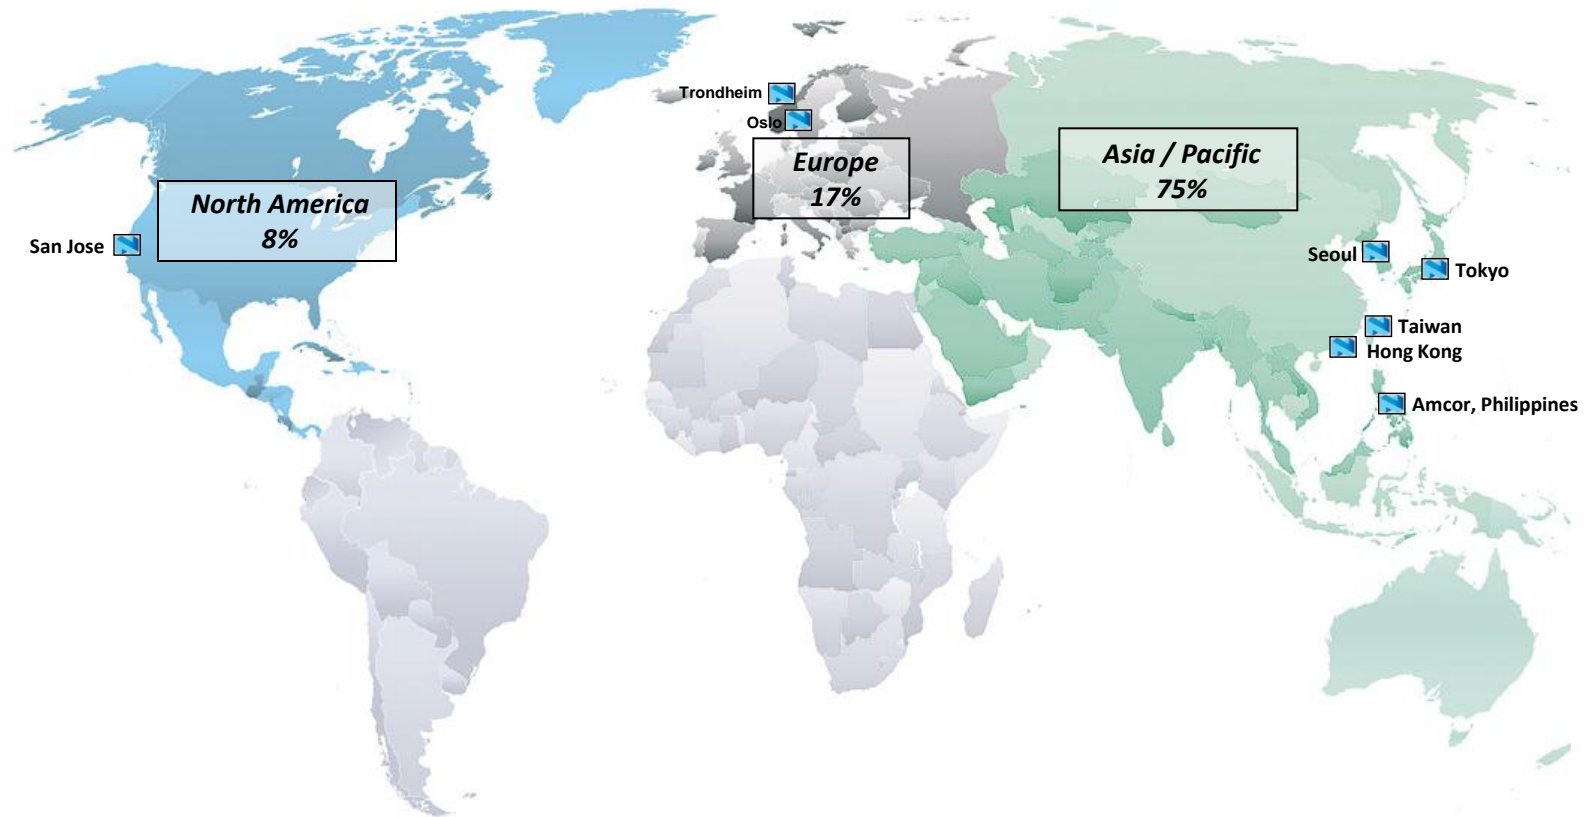 Trondheim
Oslo
Europe
17%
Asia / Pacific
75%
North America
8%
San Jose
Seoul
Tokyo
Taiwan
Hong Kong
Amcor, Philippines